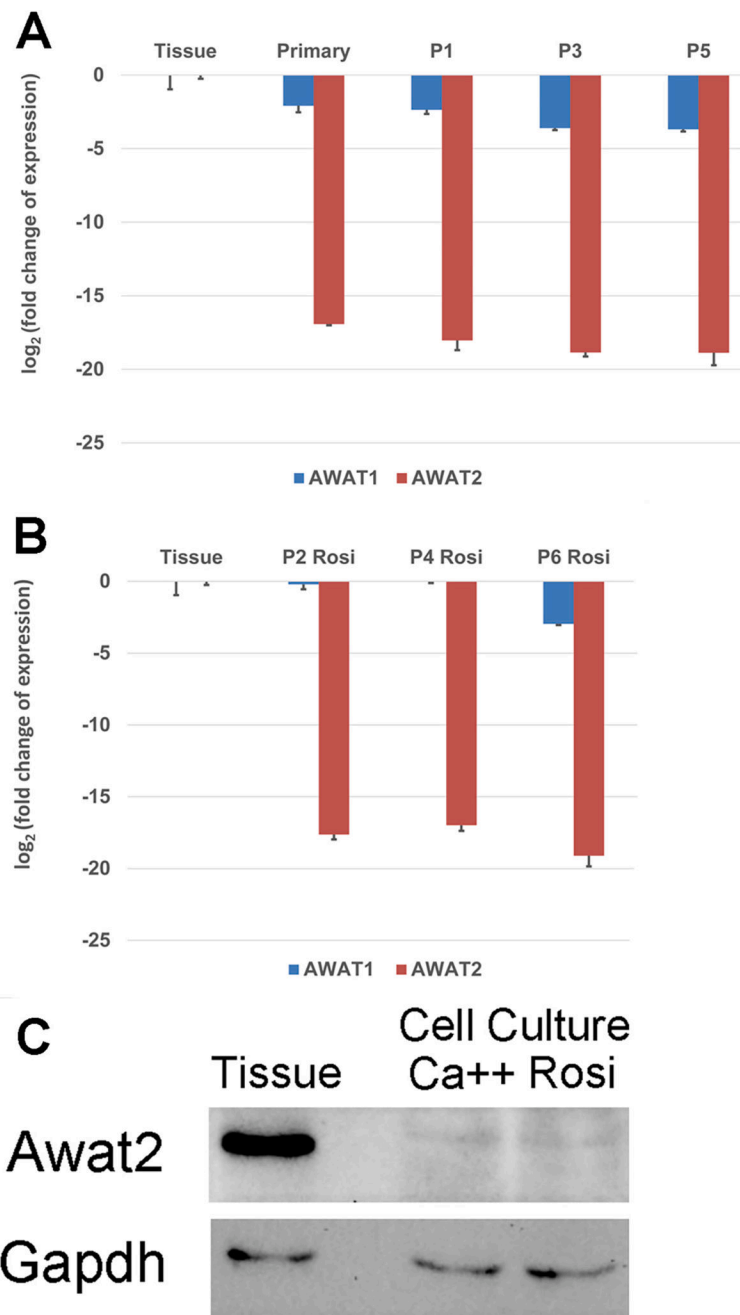 A
Tissue Primary P1 P3 P5
log2 (fold change of expression)
0
-5
-10
-15
-20
-25
AWAT1 AWAT2
B
Tissue P2 Rosi P4 Rosi P6 Rosi
log2 (fold change of expression)
0
-5
-10
-15
-20
-25
AWAT1 AWAT2
C
Cell Culture
Tissue Ca++ Rosi
Awat2
Gapdh